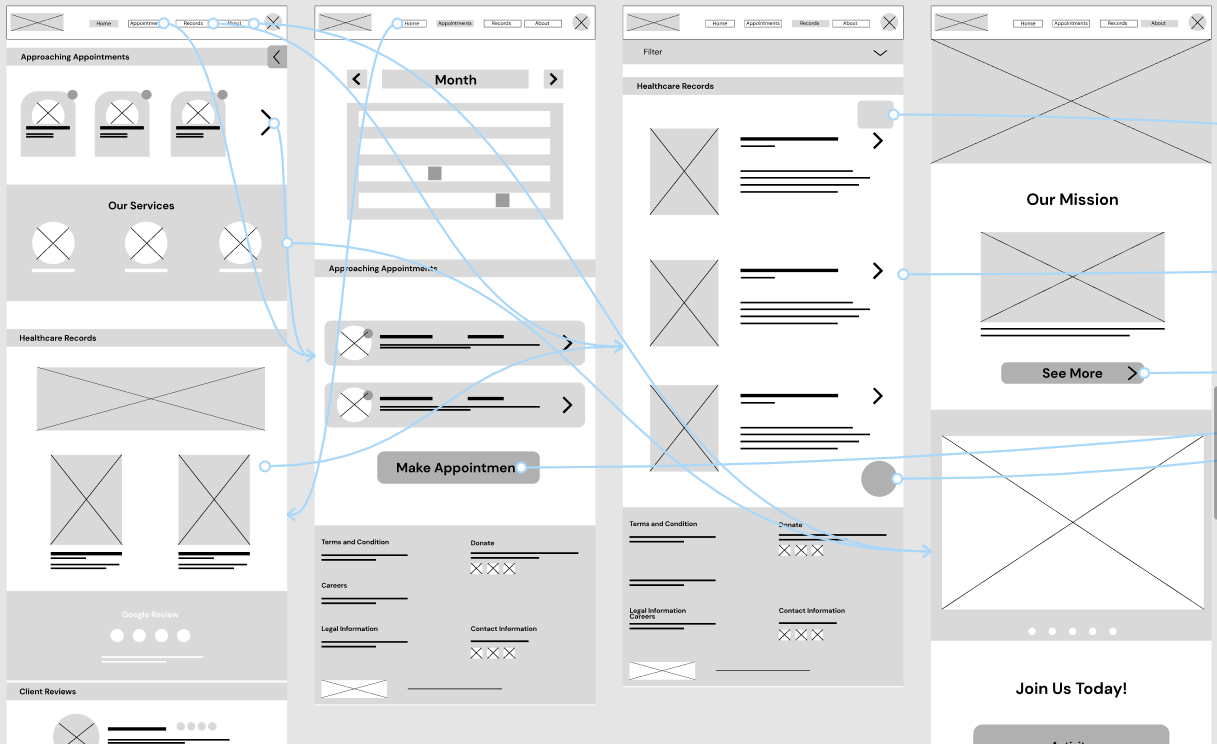 Home
Appointments
Records
About
Approaching Appointments
Our Services
Healthcare Records
Google Review
Client Reviews
Home
Appointments
Records
About
Month
Approaching Appointments
Make Appointmen
Terms and Condition
Donate
Careers
Legal Information
Contact Information
Home
Appointments
Records
About
Filter
Healthcare Records
Terms and Condition
Donate
Legal Information
Careers
Contact Information
Home
Appointments
Records
About
Our Mission
See More
Join Us Today!